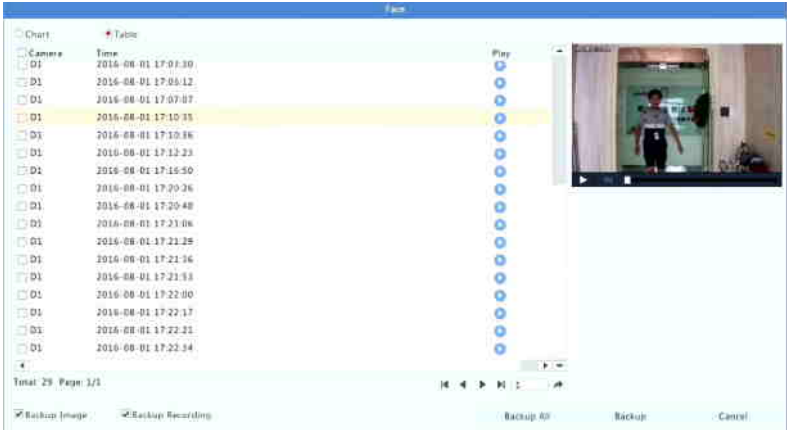 Face
Chart Table
Camera Time Play
D1 2016-08-01 17:03:30
D1 2016-08-01 17:05:12
D1 2016-08-01 17:07:07
D1 2016-08-01 17:10:35
D1 2016-08-01 17:10:36
D1 2016-08-01 17:12:23
D1 2016-08-01 17:16:50
D1 2016-08-01 17:20:26
D1 2016-08-01 17:20:48
D1 2016-08-01 17:21:06
D1 2016-08-01 17:21:29
D1 2016-08-01 17:21:36
D1 2016-08-01 17:21:53
D1 2016-08-01 17:22:00
D1 2016-08-01 17:22:17
D1 2016-08-01 17:22:21
D1 2016-08-01 17:22:34
Total: 29 Page: 1/1
1
Backup Image Backup Recording Backup All Backup Cancel